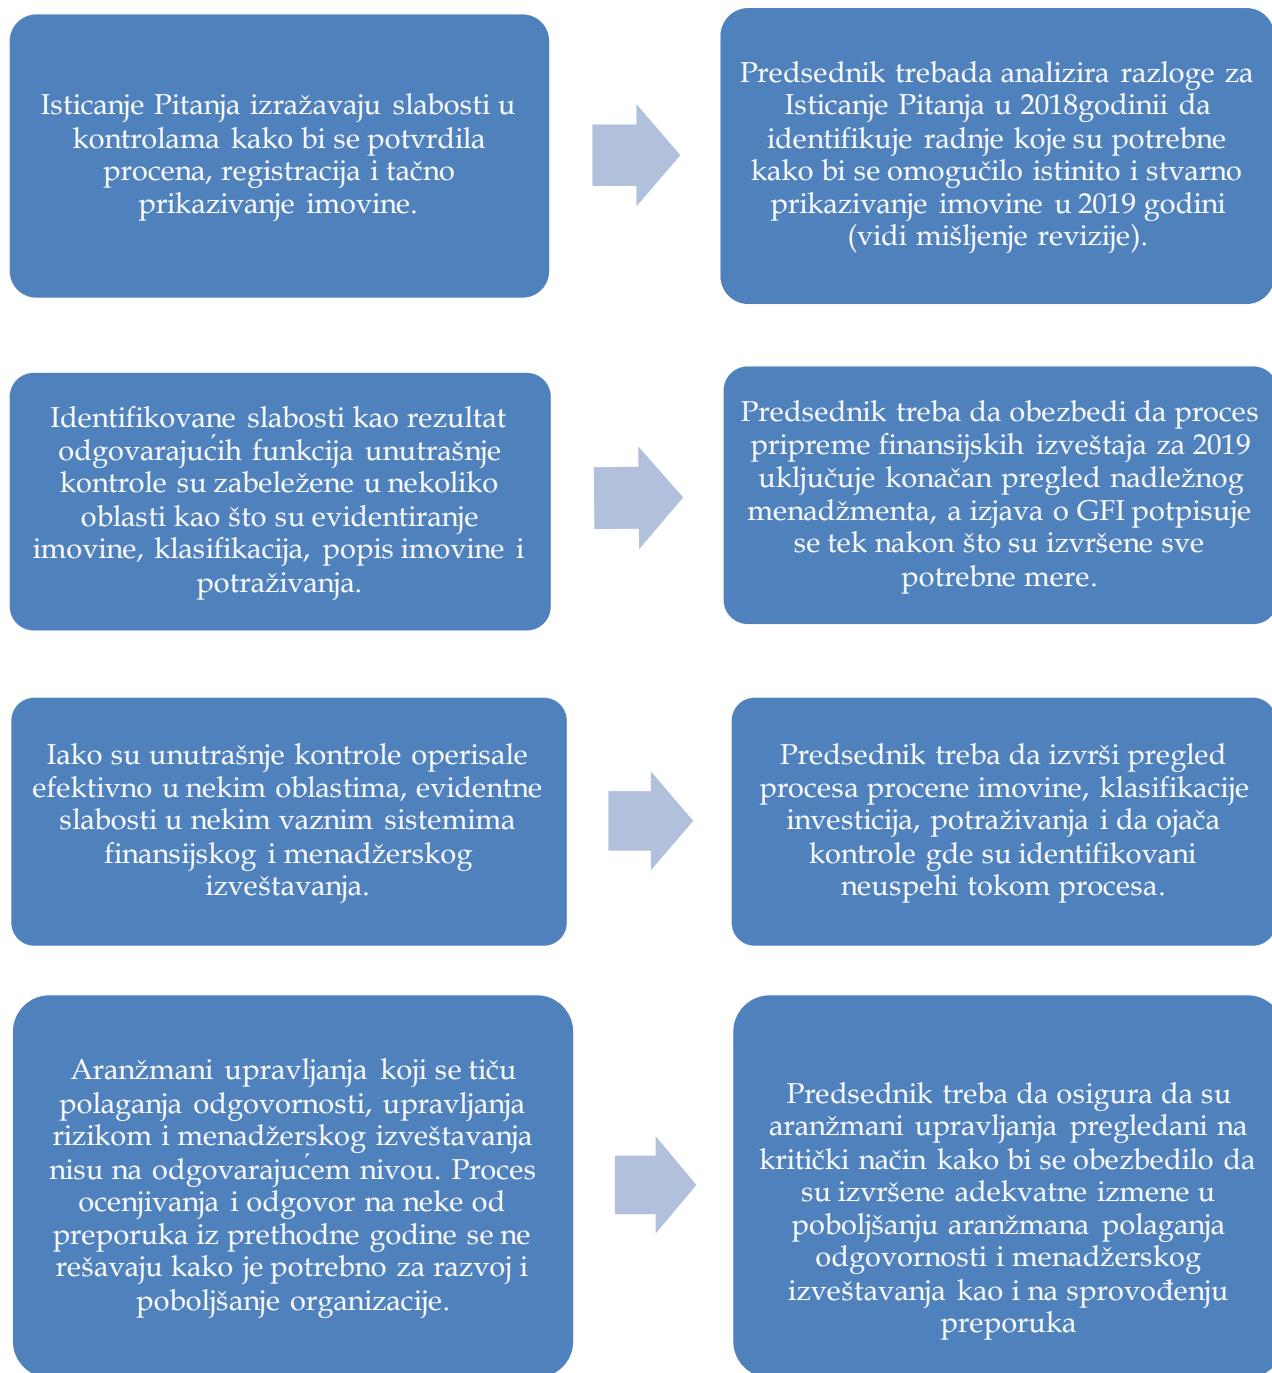 Isticanje Pitanja izražavaju slabosti u
kontrolama kako bi se potvrdila
procena, registracija i tačno
prikazivanje imovine.
Predsednik trebada analizira razloge za
Isticanje Pitanja u 2018godinii da
identifikuje radnje koje su potrebne
kako bi se omogučilo istinito i stvarno
prikazivanje imovine u 2019 godini
(vidi mišljenje revizije).
Identifikovane slabosti kao rezultat
odgovarajućih funkcija unutrašnje
kontrole su zabeležene u nekoliko
oblasti kao što su evidentiranje
imovine, klasifikacija, popis imovine i
potraživanja.
Predsednik treba da obezbedi da proces
pripreme finansijskih izveštaja za 2019
uključuje konačan pregled nadležnog
menadžmenta, a izjava o GFI potpisuje
se tek nakon što su izvršene sve
potrebne mere.
Iako su unutrašnje kontrole operisale
efektivno u nekim oblastima, evidentne
slabosti u nekim vaznim sistemima
finansijskog i menadžerskog
izveštavanja.
Predsednik treba da izvrši pregled
procesa procene imovine, klasifikacije
investicija, potraživanja i da ojača
kontrole gde su identifikovani
neuspehi tokom procesa.
Aranžmani upravljanja koji se tiču
polaganja odgovornosti, upravljanja
rizikom i menadžerskog izveštavanja
nisu na odgovarajućem nivou. Proces
ocenjivanja i odgovor na neke od
preporuka iz prethodne godine se ne
rešavaju kako je potrebno za razvoj i
poboljšanje organizacije.
Predsednik treba da osigura da su
aranžmani upravljanja pregledani na
kritički način kako bi se obezbedilo da
su izvršene adekvatne izmene u
poboljšanju aranžmana polaganja
odgovornosti i menadžerskog
izveštavanja kao i na sprovođenju
preporuka